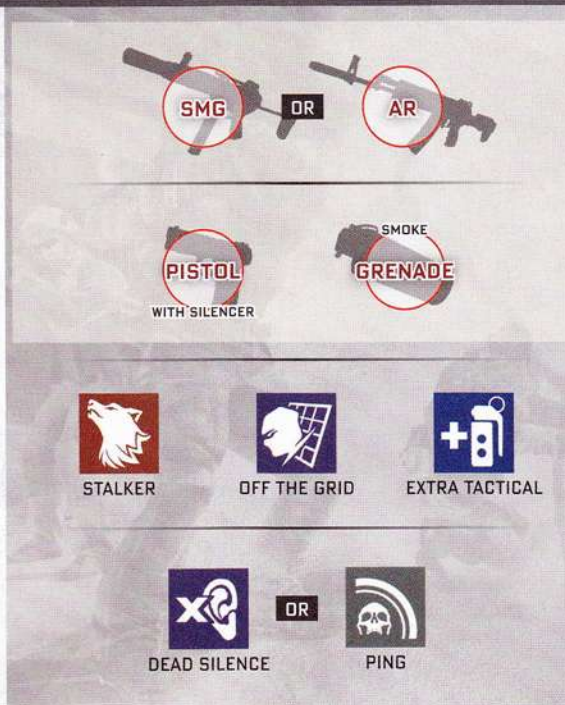 SMG OR AR
SMOKE
PISTOL GRENADE
WITH SILENCER
STALKER OFF THE GRID EXTRA TACTICAL
OR
DEAD SILENCE PING